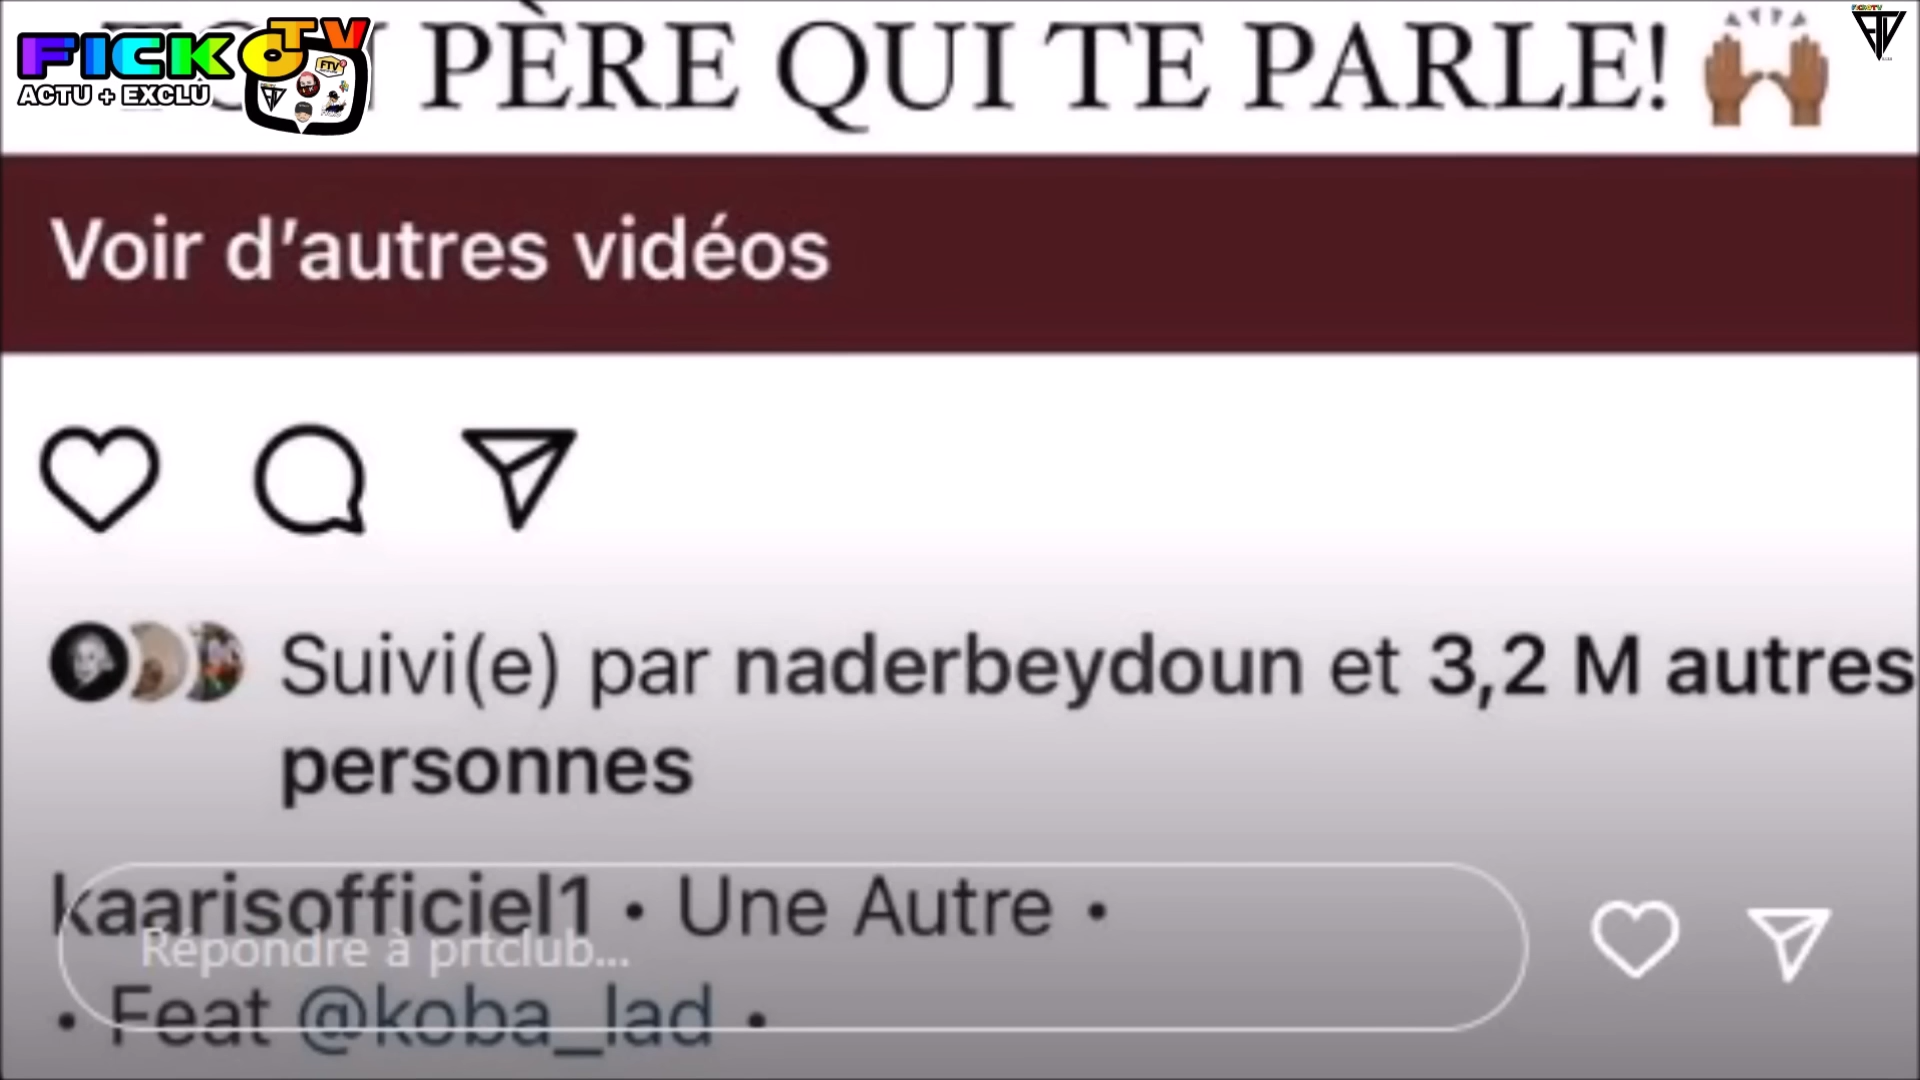 FICKO TV
ACTU + EXCLU
PÈRE QUI TE PARLE! 🙌🏾
Voir d'autres vidéos
Suivi(e) par naderbeydoun et 3,2 M autres
personnes
kaarisofficiel1 • Une Autre •
Répondre à prtclub...
• Feat @koba_lad •